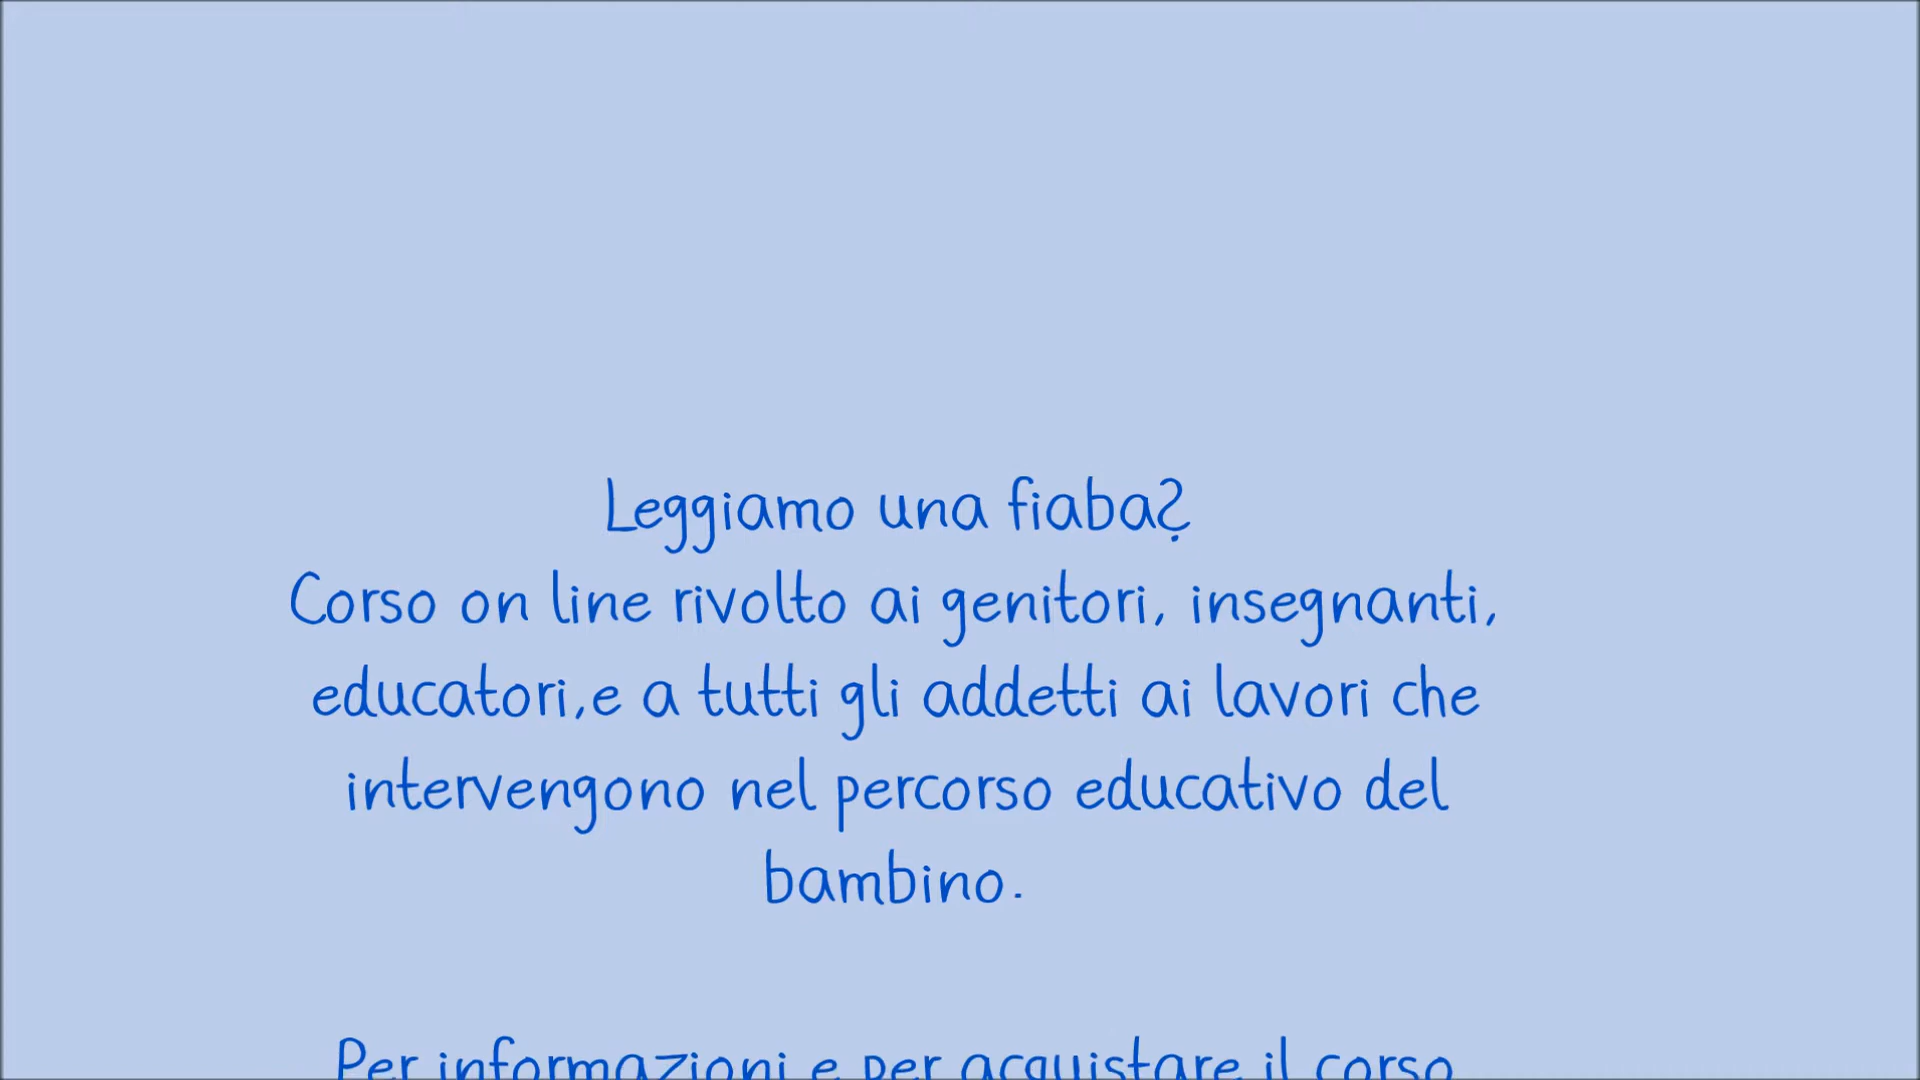 Leggiamo una fiaba?
Corso on line rivolto ai genitori, insegnanti,
educatori,e a tutti gli addetti ai lavori che
intervengono nel percorso educativo del
bambino.
Per informazioni e per acquistare il corso